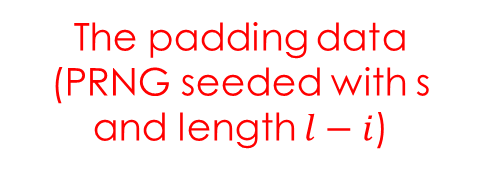 The padding data
(PRNG seeded with s
and length l − i)